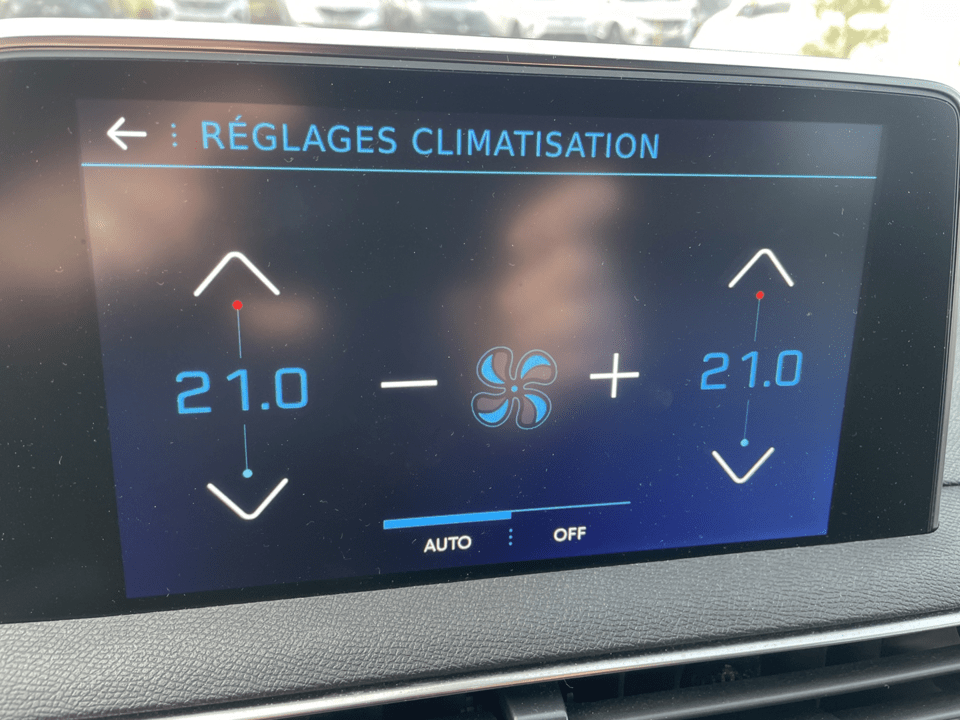 RÉGLAGES CLIMATISATION
21.0
21.0
AUTO OFF